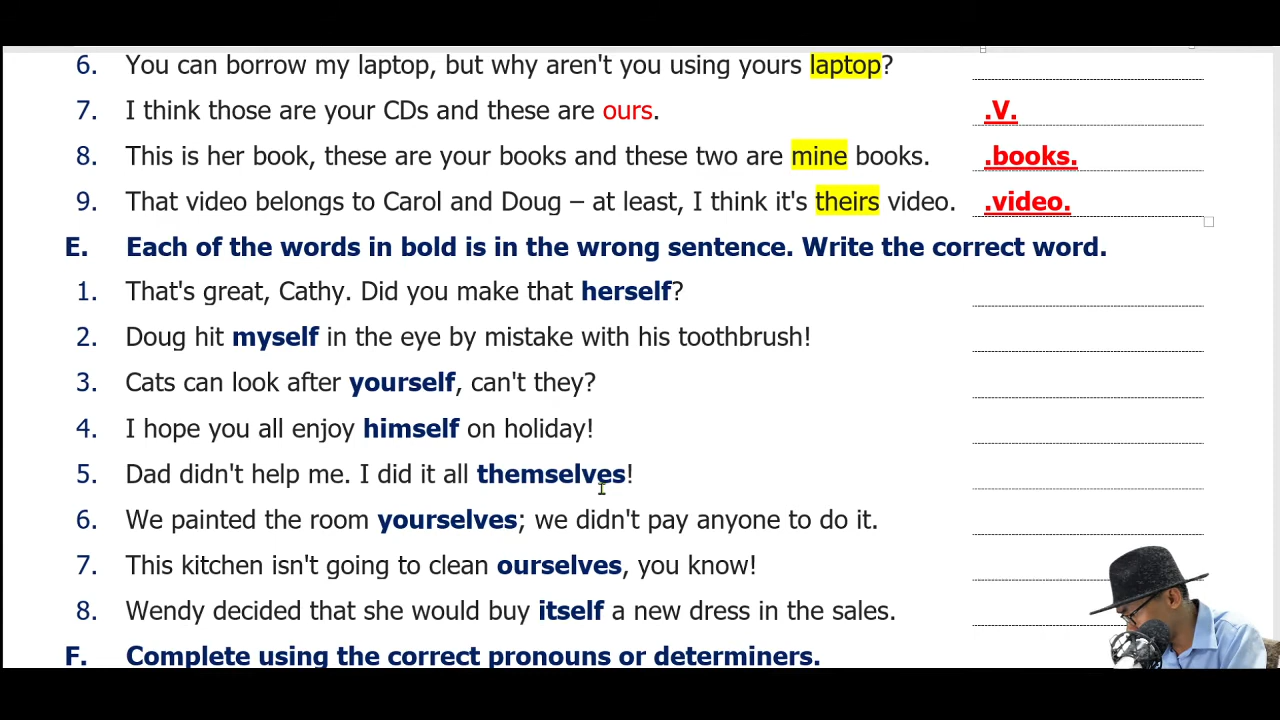 6. You can borrow my laptop, but why aren't you using yours laptop?
7. I think those are your CDs and these are ours. .V.
8. This is her book, these are your books and these two are mine books. .books.
9. That video belongs to Carol and Doug – at least, I think it's theirs video. .video.
E. Each of the words in bold is in the wrong sentence. Write the correct word.
1. That's great, Cathy. Did you make that herself?
2. Doug hit myself in the eye by mistake with his toothbrush!
3. Cats can look after yourself, can't they?
4. I hope you all enjoy himself on holiday!
5. Dad didn't help me. I did it all themselves!
6. We painted the room yourselves; we didn't pay anyone to do it.
7. This kitchen isn't going to clean ourselves, you know!
8. Wendy decided that she would buy itself a new dress in the sales.
F. Complete using the correct pronouns or determiners.